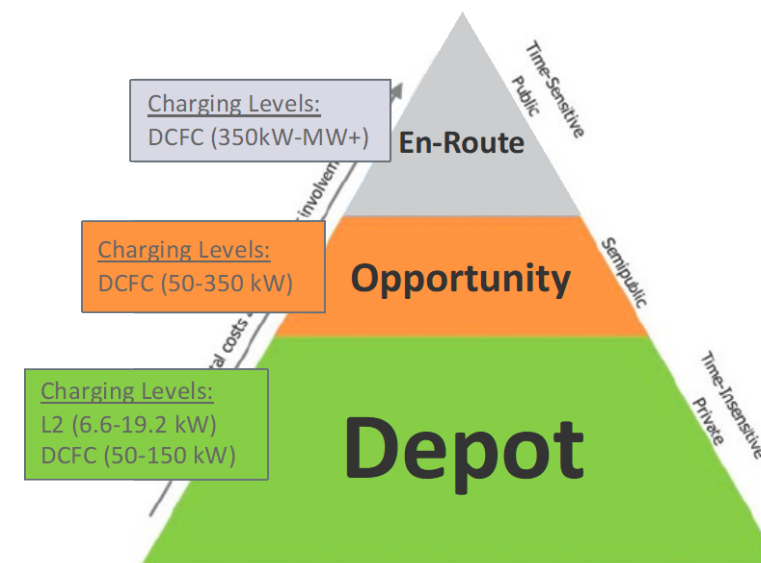 Charging Levels:
DCFC (350kW-MW+)
En-Route
Time-Sensitive
Public
Charging Levels:
DCFC (50-350 kW)
Opportunity
Semipublic
Charging Levels:
L2 (6.6-19.2 kW)
DCFC (50-150 kW)
Depot
Time-Insensitive
Private
costs